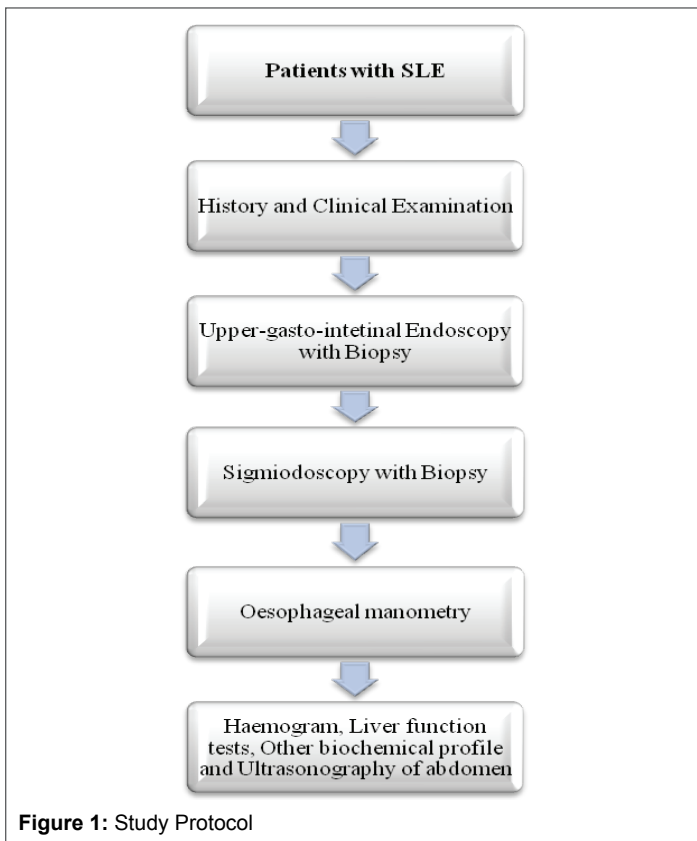 Patients with SLE
History and Clinical Examination
Upper-gasto-intetinal Endoscopy
with Biopsy
Sigmiodoscopy with Biopsy
Oesophageal manometry
Haemogram, Liver function
tests, Other biochemical profile
and Ultrasonography of abdomen
Figure 1: Study Protocol